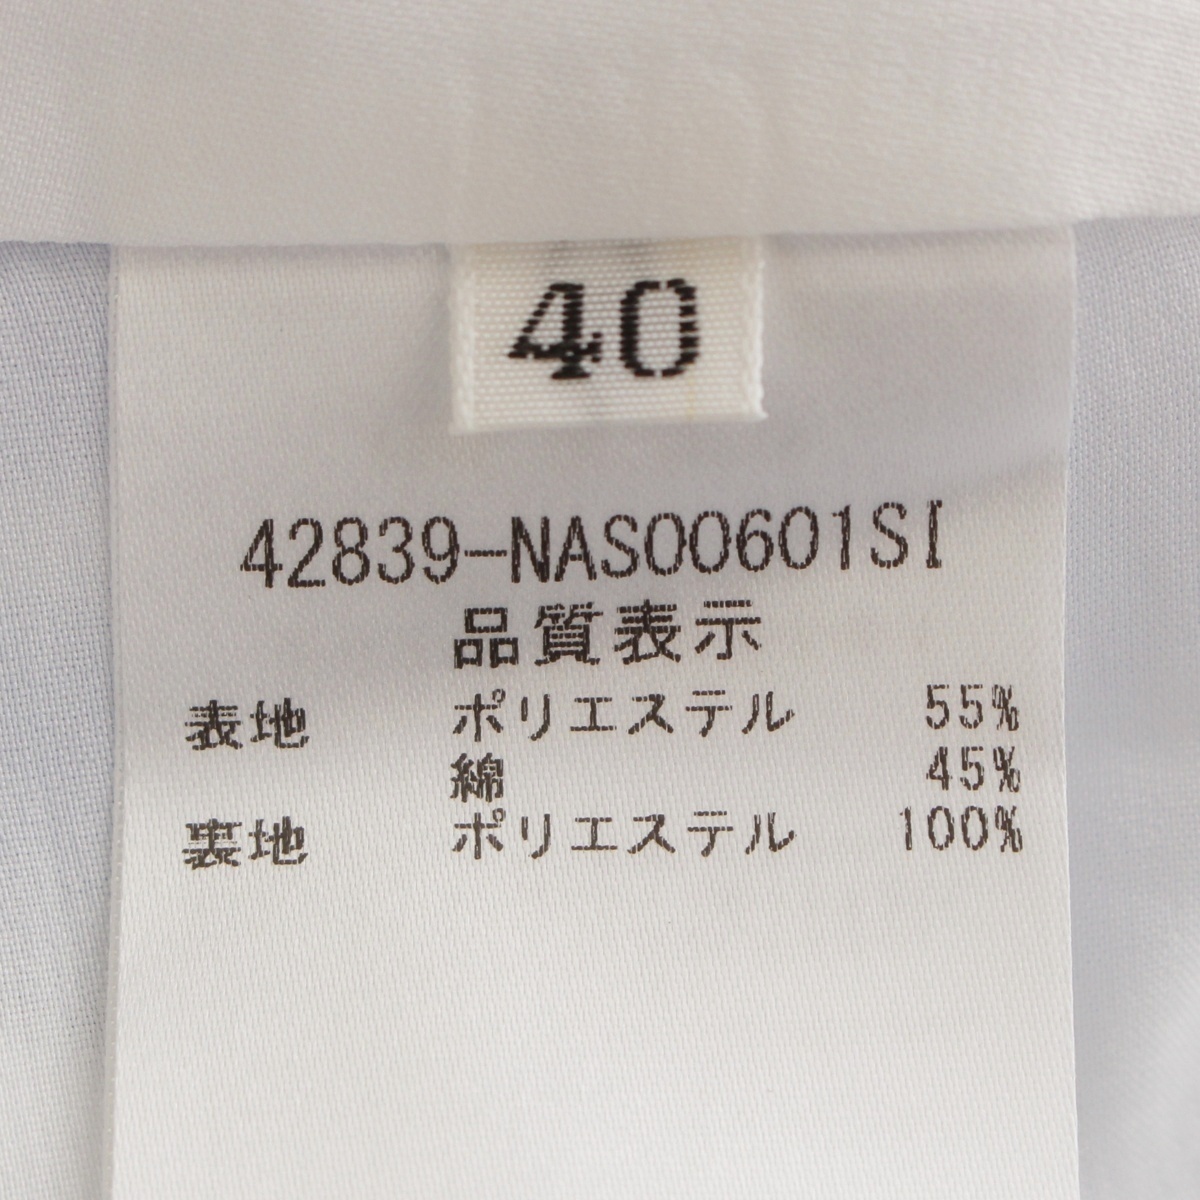 40
42839-NAS00601SI
品質表示
表地 ポリエステル 55%
綿 45%
裏地 ポリエステル 100%